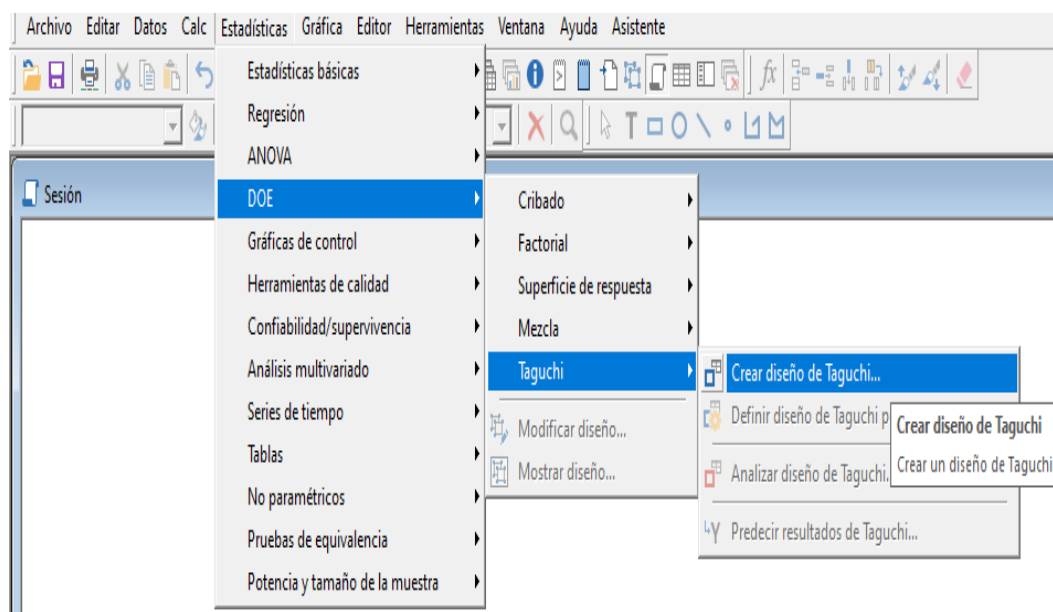 Archivo Editar Datos Calc Estadísticas Gráfica Editor Herramientas Ventana Ayuda Asistente
Sesión
Estadísticas básicas
Regresión
ANOVA
DOE
Gráficas de control
Herramientas de calidad
Confiabilidad/supervivencia
Análisis multivariado
Series de tiempo
Tablas
No paramétricos
Pruebas de equivalencia
Potencia y tamaño de la muestra
Cribado
Factorial
Superficie de respuesta
Mezcla
Taguchi
Modificar diseño...
Mostrar diseño...
Crear diseño de Taguchi...
Definir diseño de Taguchi p
Analizar diseño de Taguchi.
Predecir resultados de Taguchi...
Crear diseño de Taguchi
Crear un diseño de Taguchi